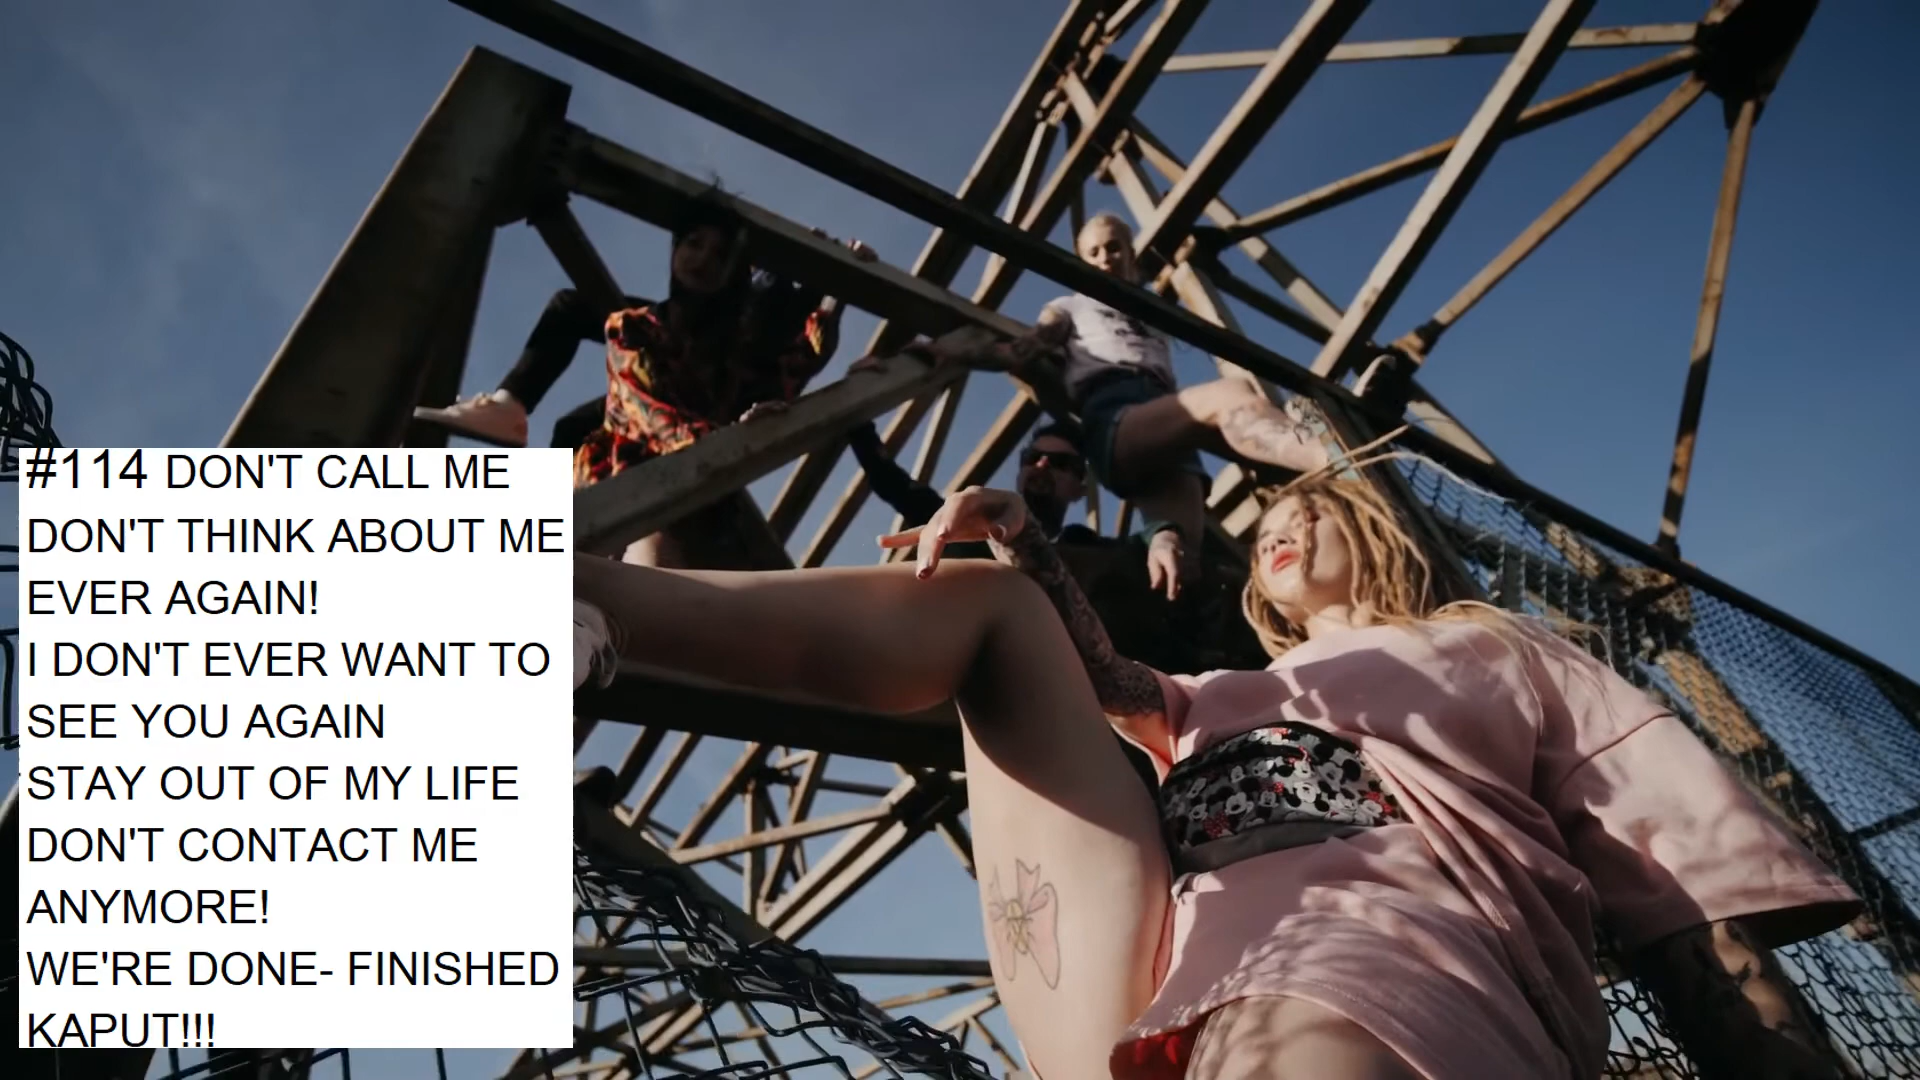 #114 DON'T CALL ME
DON'T THINK ABOUT ME
EVER AGAIN!
I DON'T EVER WANT TO
SEE YOU AGAIN
STAY OUT OF MY LIFE
DON'T CONTACT ME
ANYMORE!
WE'RE DONE- FINISHED
KAPUT!!!